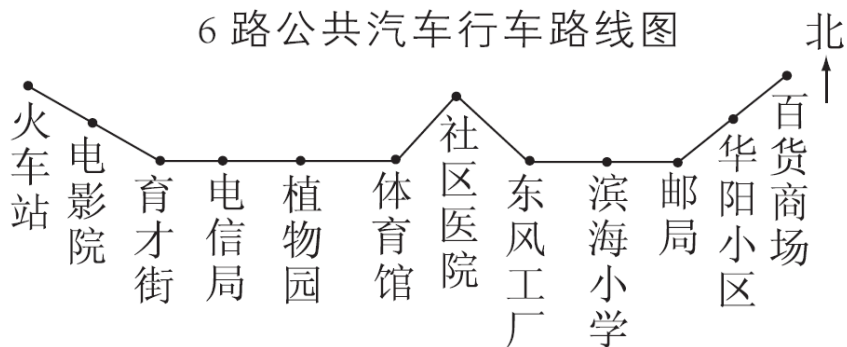 6路公共汽车行车路线图
北
火车站
电影院
育才街
电信局
植物园
体育馆
社区医院
东风工厂
滨海小学
邮局
华阳小区
百货商场